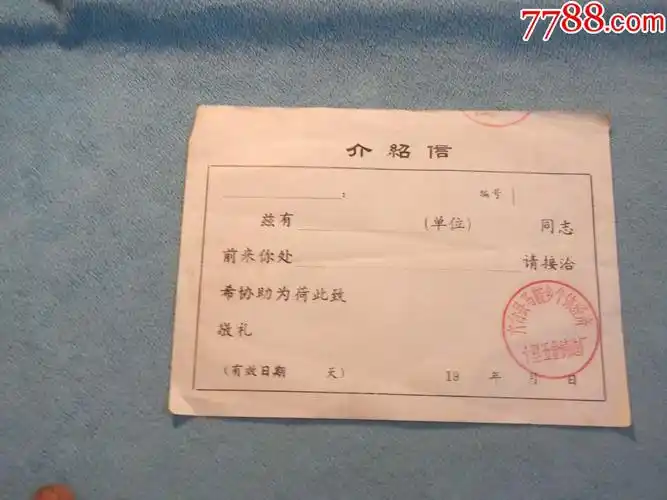 7788.com
介紹信
：
编号
兹有 (单位) 同志
前来你处 请接洽
希协助为荷此致
敬礼
(有效日期 天) 19 年 月 日